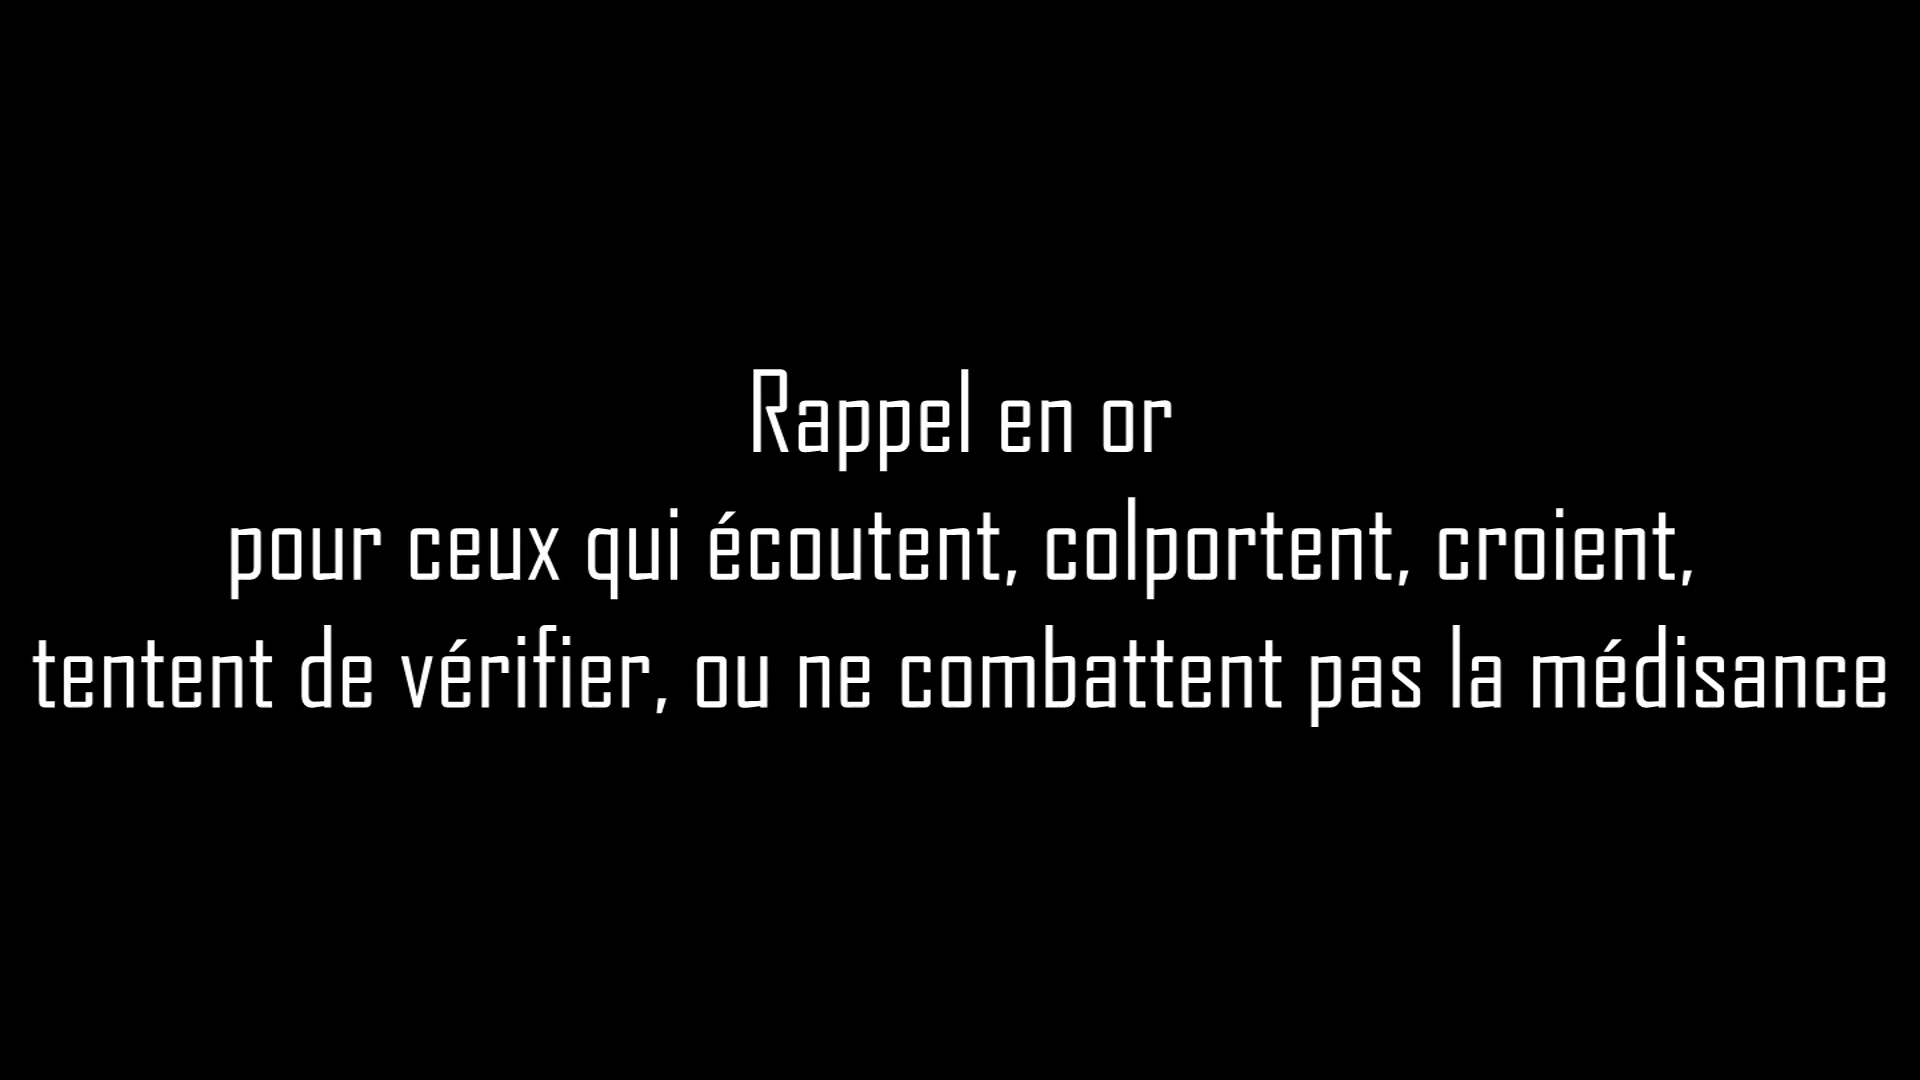 Rappel en or
pour ceux qui écoutent, colportent, croient,
tentent de vérifier, ou ne combattent pas la médisance